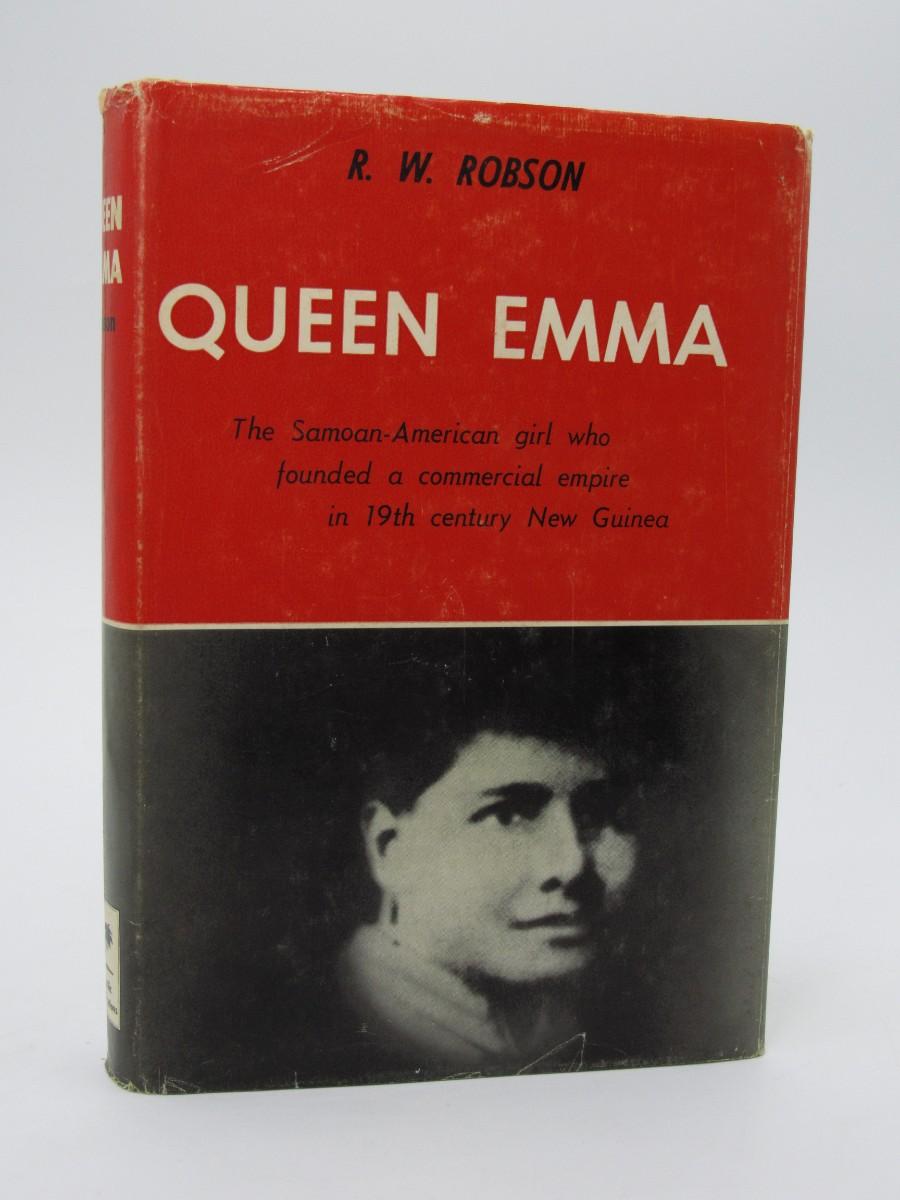 R. W. ROBSON
QUEEN EMMA
The Samoan-American girl who
founded a commercial empire
in 19th century New Guinea